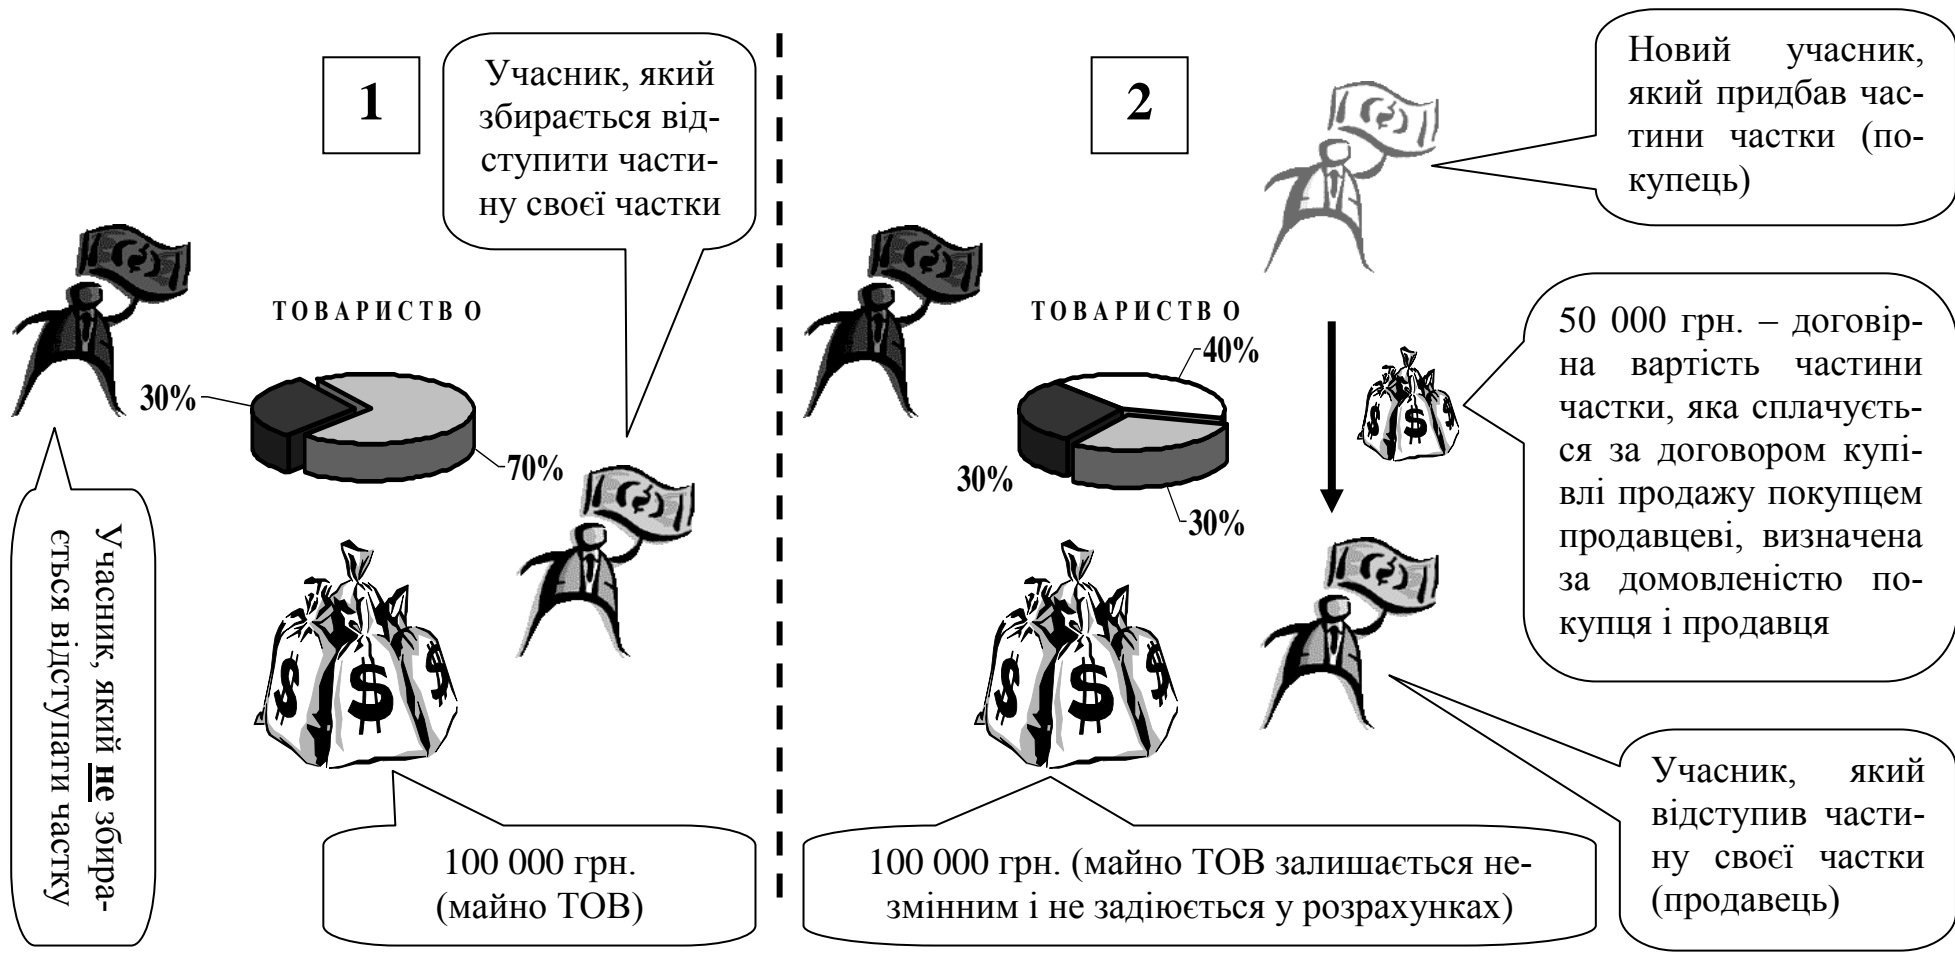 1
Учасник, який
збирається від-
ступити части-
ну своєї частки
ТОВАРИСТВО
30%
70%
Учасник, який не збира-
ється відступати частку
100 000 грн.
(майно ТОВ)
2
Новий учасник,
який придбав час-
тини частки (по-
купець)
ТОВАРИСТВО
40%
30%
30%
50 000 грн. – договір-
на вартість частини
частки, яка сплачуєть-
ся за договором купі-
влі продажу покупцем
продавцеві, визначена
за домовленістю по-
купця і продавця
100 000 грн. (майно ТОВ залишається не-
змінним і не задіюється у розрахунках)
Учасник, який
відступив части-
ну своєї частки
(продавець)